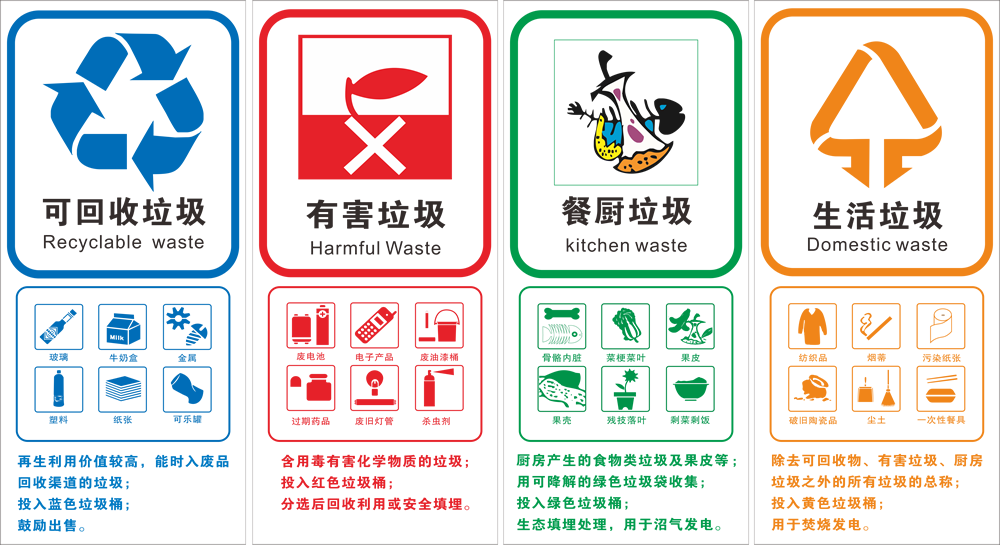 可回收垃圾
Recyclable waste
玻璃
牛奶盒
Milk
金属
塑料
纸张
可乐罐
再生利用价值较高，能时入废品
回收渠道的垃圾；
投入蓝色垃圾桶；
鼓励出售。
有害垃圾
Harmful Waste
废电池
电子产品
废油漆桶
过期药品
废旧灯管
杀虫剂
含用毒有害化学物质的垃圾；
投入红色垃圾桶；
分选后回收利用或安全填埋。
餐厨垃圾
kitchen waste
骨骼内脏
菜梗菜叶
果皮
果壳
残技落叶
剩菜剩饭
厨房产生的食物类垃圾及果皮等；
用可降解的绿色垃圾袋收集；
投入绿色垃圾桶；
生态填埋处理，用于沼气发电。
生活垃圾
Domestic waste
纺织品
烟蒂
污染纸张
破旧陶瓷品
尘土
一次性餐具
除去可回收物、有害垃圾、厨房
垃圾之外的所有垃圾的总称；
投入黄色垃圾桶；
用于焚烧发电。